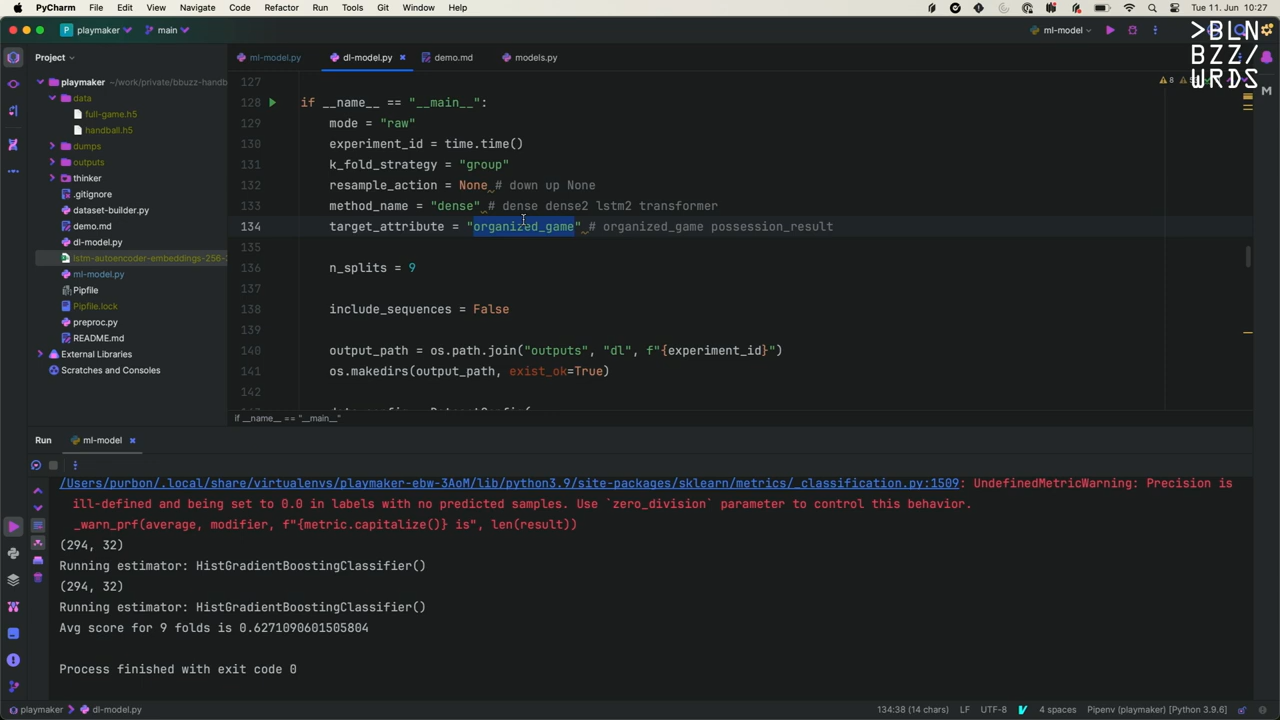 PyCharm File Edit View Navigate Code Refactor Run Tools Git Window Help Tue 11. Jun 10:27
playmaker main ml-model
>BLN
BZZ/
WRDS
Project
ml-model.py dl-model.py demo.md models.py
playmaker ~/work/private/bbuzz-handb
data
full-game.h5
handball.h5
dumps
outputs
thinker
.gitignore
dataset-builder.py
demo.md
dl-model.py
lstm-autoencoder-embeddings-256-
ml-model.py
Pipfile
Pipfile.lock
preproc.py
README.md
External Libraries
Scratches and Consoles
8
127
128 if __name__ == "__main__":
129 mode = "raw"
130 experiment_id = time.time()
131 k_fold_strategy = "group"
132 resample_action = None # down up None
133 method_name = "dense" # dense dense2 lstm2 transformer
134 target_attribute = "organized_game" # organized_game possession_result
135
136 n_splits = 9
137
138 include_sequences = False
139
140 output_path = os.path.join("outputs", "dl", f"{experiment_id}")
141 os.makedirs(output_path, exist_ok=True)
142
if __name__ == "__main__"
Run ml-model
/Users/purbon/.local/share/virtualenvs/playmaker-ebw-3AoM/lib/python3.9/site-packages/sklearn/metrics/_classification.py:1509: UndefinedMetricWarning: Precision is
ill-defined and being set to 0.0 in labels with no predicted samples. Use `zero_division` parameter to control this behavior.
_warn_prf(average, modifier, f"{metric.capitalize()} is", len(result))
(294, 32)
Running estimator: HistGradientBoostingClassifier()
(294, 32)
Running estimator: HistGradientBoostingClassifier()
Avg score for 9 folds is 0.6271090601505804
Process finished with exit code 0
playmaker dl-model.py 134:38 (14 chars) LF UTF-8 4 spaces Pipenv (playmaker) [Python 3.9.6]